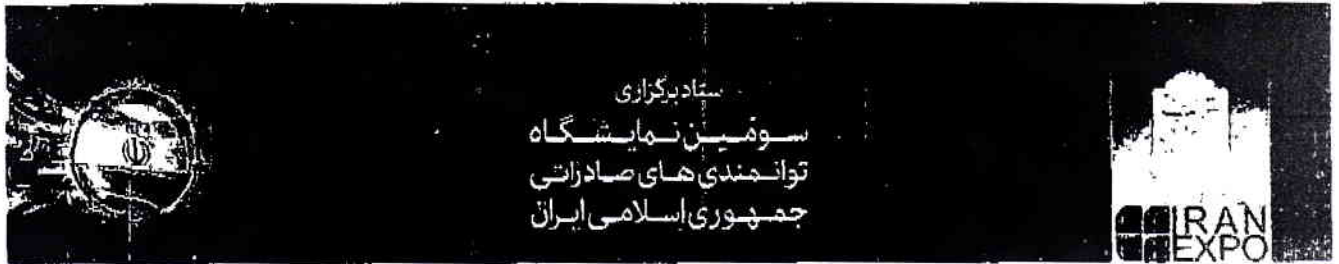 ستاد برگزاری
سومین نمایشگاه
توانمندی های صادراتی
جمهوری اسلامی ایران
IRAN
EXPO